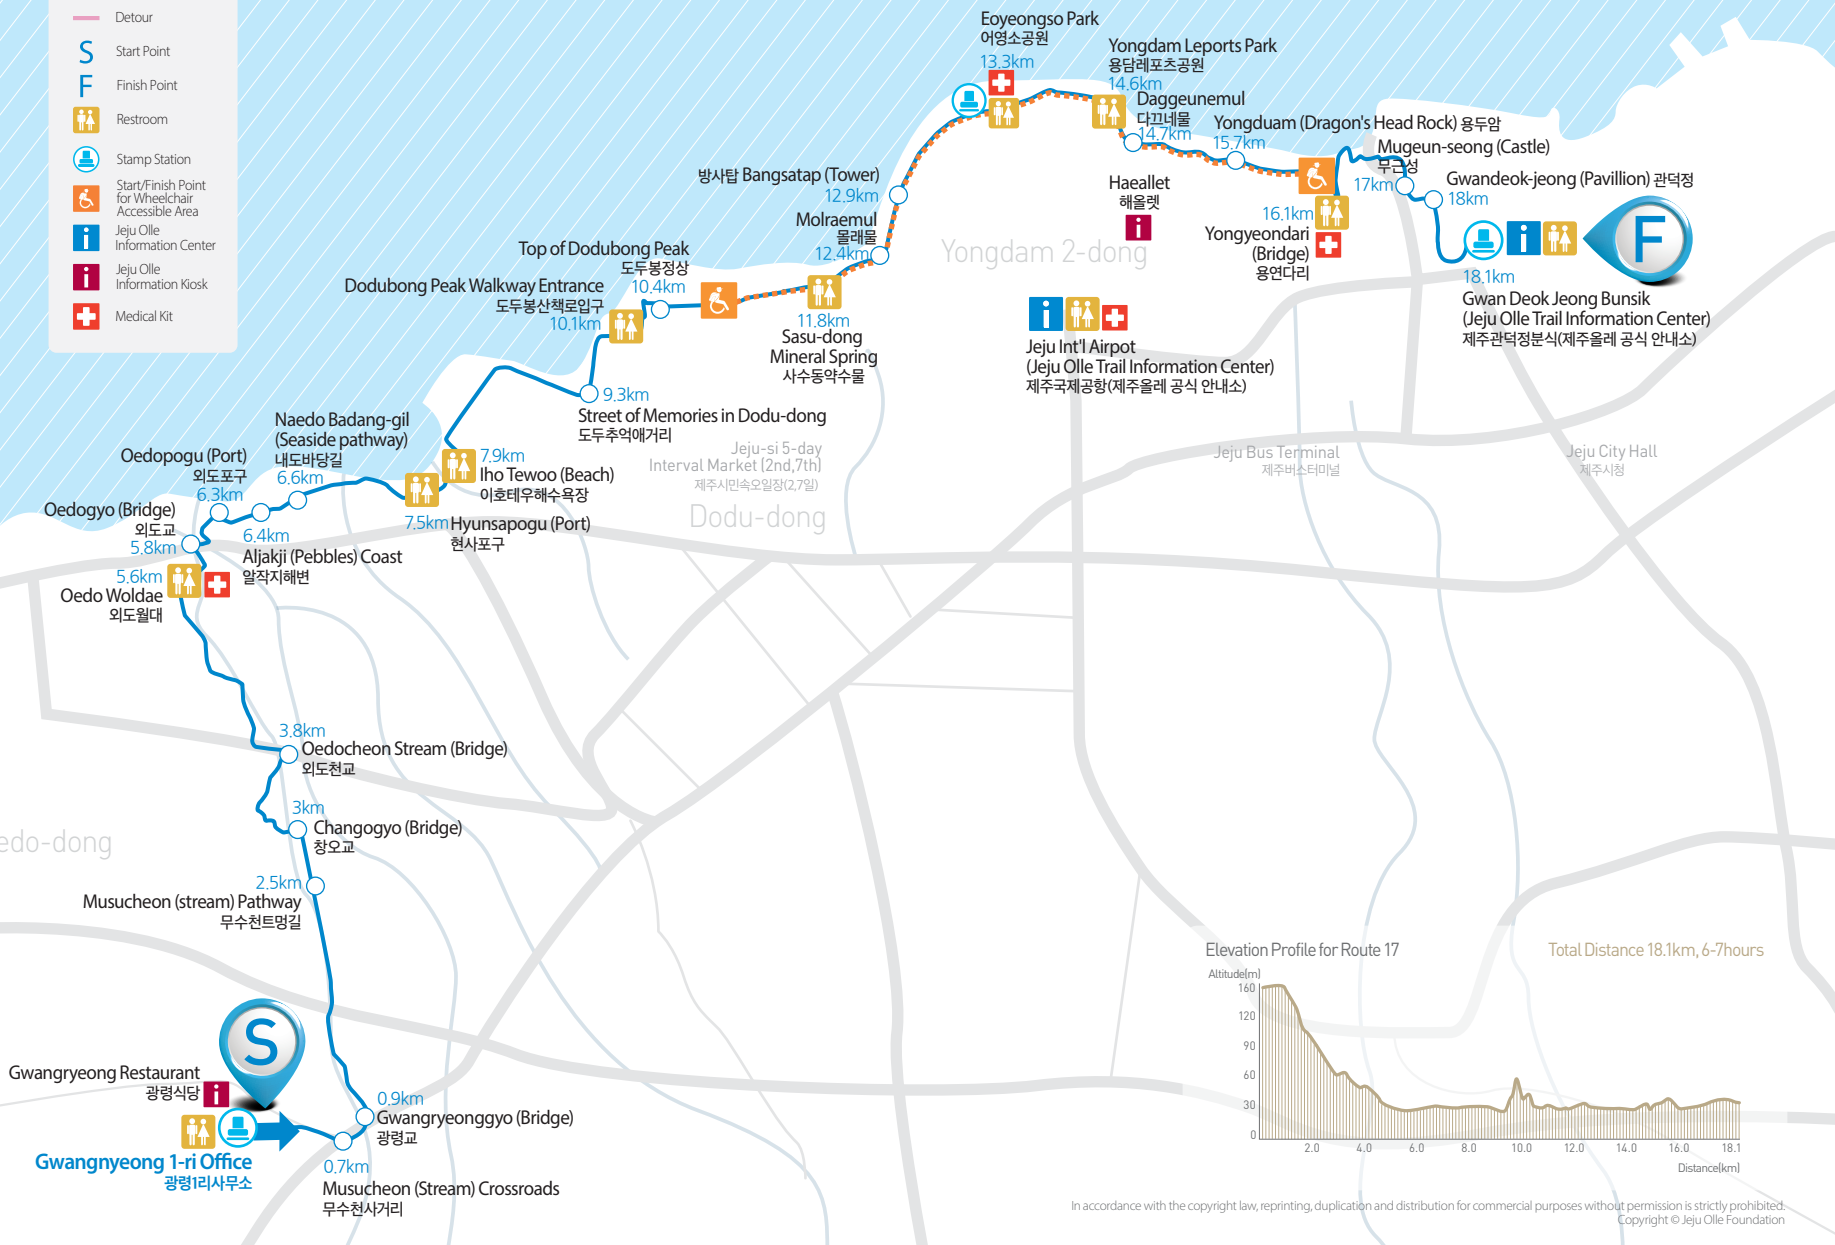 Detour
S
Start Point
F
Finish Point
Restroom
Stamp Station
Start/Finish Point
for Wheelchair
Accessible Area
i
Jeju Olle
Information Center
i
Jeju Olle
Information Kiosk
Medical Kit
Eoyeongso Park
어영소공원
13.3km
Yongdam Leports Park
용담레포츠공원
14.6km
Daggeunemul
다끄네물
14.7km
Yongduam (Dragon's Head Rock) 용두암
15.7km
Mugeun-seong (Castle)
무근성
17km
Gwandeok-jeong (Pavillion) 관덕정
18km
방사탑 Bangsatap (Tower)
12.9km
Molraemul
몰래물
12.4km
Haeallet
해올렛
i
16.1km
Yongyeondari
(Bridge)
용연다리
i
F
18.1km
Gwan Deok Jeong Bunsik
(Jeju Olle Trail Information Center)
제주관덕정분식(제주올레 공식 안내소)
Yongdam 2-dong
Top of Dodubong Peak
도두봉정상
10.4km
Dodubong Peak Walkway Entrance
도두봉산책로입구
10.1km
11.8km
Sasu-dong
Mineral Spring
사수동약수물
i
Jeju Int'l Airpot
(Jeju Olle Trail Information Center)
제주국제공항(제주올레 공식 안내소)
9.3km
Street of Memories in Dodu-dong
도두추억애거리
Jeju-si 5-day
Interval Market (2nd,7th)
제주시민속오일장(2,7일)
Dodu-dong
Jeju Bus Terminal
제주버스터미널
Jeju City Hall
제주시청
Naedo Badang-gil
(Seaside pathway)
내도바당길
6.6km
Oedopogu (Port)
외도포구
6.3km
7.9km
Iho Tewoo (Beach)
이호테우해수욕장
7.5km Hyunsapogu (Port)
현사포구
Oedogyo (Bridge)
외도교
5.8km
6.4km
Aljakji (Pebbles) Coast
알작지해변
5.6km
Oedo Woldae
외도월대
3.8km
Oedocheon Stream (Bridge)
외도천교
3km
Changogyo (Bridge)
창오교
edo-dong
2.5km
Musucheon (stream) Pathway
무수천트멍길
S
Gwangryeong Restaurant
광령식당
i
0.9km
Gwangryeonggyo (Bridge)
광령교
Gwangnyeong 1-ri Office
광령1리사무소
0.7km
Musucheon (Stream) Crossroads
무수천사거리
Elevation Profile for Route 17
Total Distance 18.1km, 6-7hours
Altitude(m)
160
120
90
60
30
0
2.0 4.0 6.0 8.0 10.0 12.0 14.0 16.0 18.1
Distance(km)
In accordance with the copyright law, reprinting, duplication and distribution for commercial purposes without permission is strictly prohibited.
Copyright © Jeju Olle Foundation